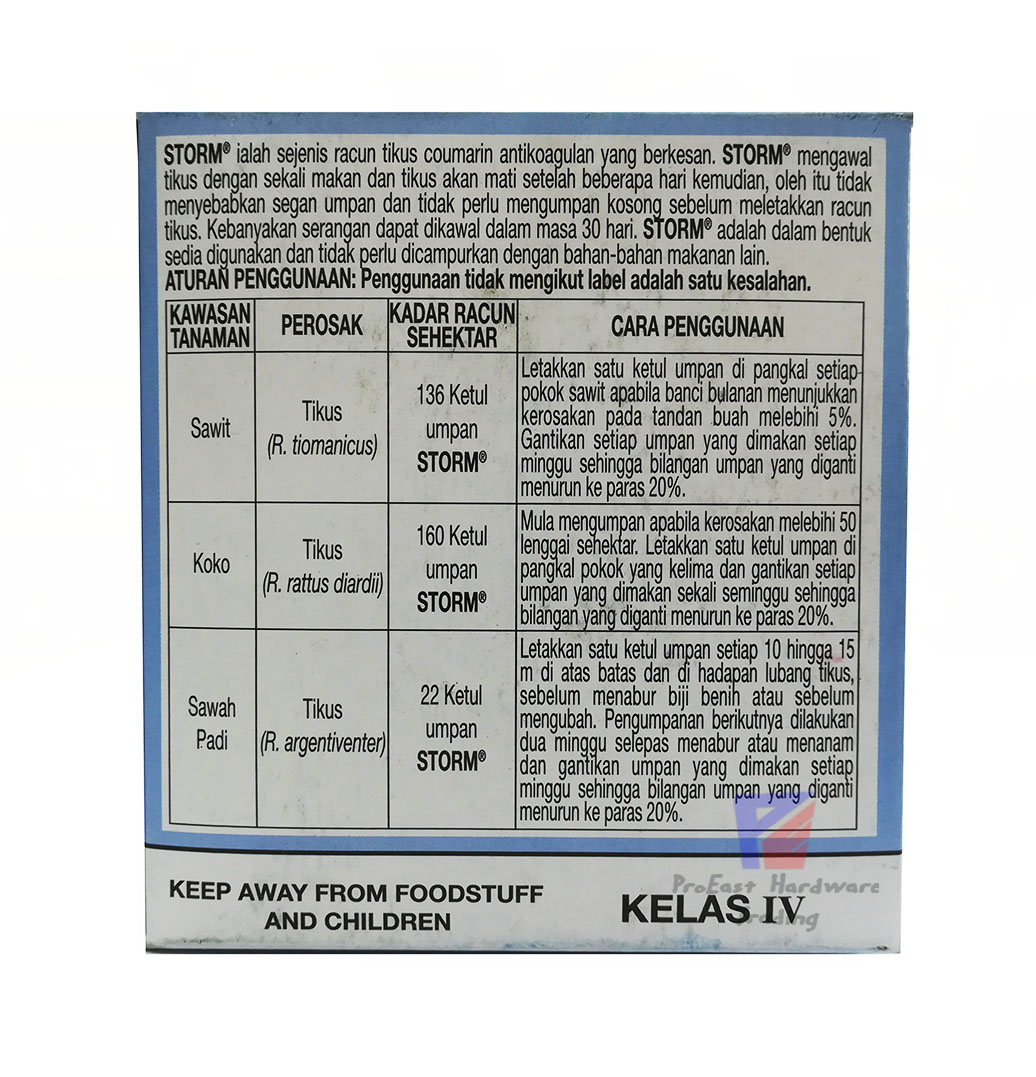 STORM® ialah sejenis racun tikus coumarin antikoagulan yang berkesan. STORM® mengawal
tikus dengan sekali makan dan tikus akan mati setelah beberapa hari kemudian, oleh itu tidak
menyebabkan segan umpan dan tidak perlu mengumpan kosong sebelum meletakkan racun
tikus. Kebanyakan serangan dapat dikawal dalam masa 30 hari. STORM® adalah dalam bentuk
sedia digunakan dan tidak perlu dicampurkan dengan bahan-bahan makanan lain.
ATURAN PENGGUNAAN: Penggunaan tidak mengikut label adalah satu kesalahan.
KAWASAN
TANAMAN
PEROSAK
KADAR RACUN
SEHEKTAR
CARA PENGGUNAAN
Sawit
Tikus
(R. tiomanicus)
136 Ketul
umpan
STORM®
Letakkan satu ketul umpan di pangkal setiap
pokok sawit apabila banci bulanan menunjukkan
kerosakan pada tandan buah melebihi 5%.
Gantikan setiap umpan yang dimakan setiap
minggu sehingga bilangan umpan yang diganti
menurun ke paras 20%.
Koko
Tikus
(R. rattus diardii)
160 Ketul
umpan
STORM®
Mula mengumpan apabila kerosakan melebihi 50
lenggai sehektar. Letakkan satu ketul umpan di
pangkal pokok yang kelima dan gantikan setiap
umpan yang dimakan sekali seminggu sehingga
bilangan yang diganti menurun ke paras 20%.
Sawah
Padi
Tikus
(R. argentiventer)
22 Ketul
umpan
STORM®
Letakkan satu ketul umpan setiap 10 hingga 15
m di atas batas dan di hadapan lubang tikus,
sebelum menabur biji benih atau sebelum
mengubah. Pengumpanan berikutnya dilakukan
dua minggu selepas menabur atau menanam
dan gantikan umpan yang dimakan setiap
minggu sehingga bilangan umpan yang diganti
menurun ke paras 20%.
KEEP AWAY FROM FOODSTUFF
AND CHILDREN
KELAS IV
ProEast Hardware
Trading